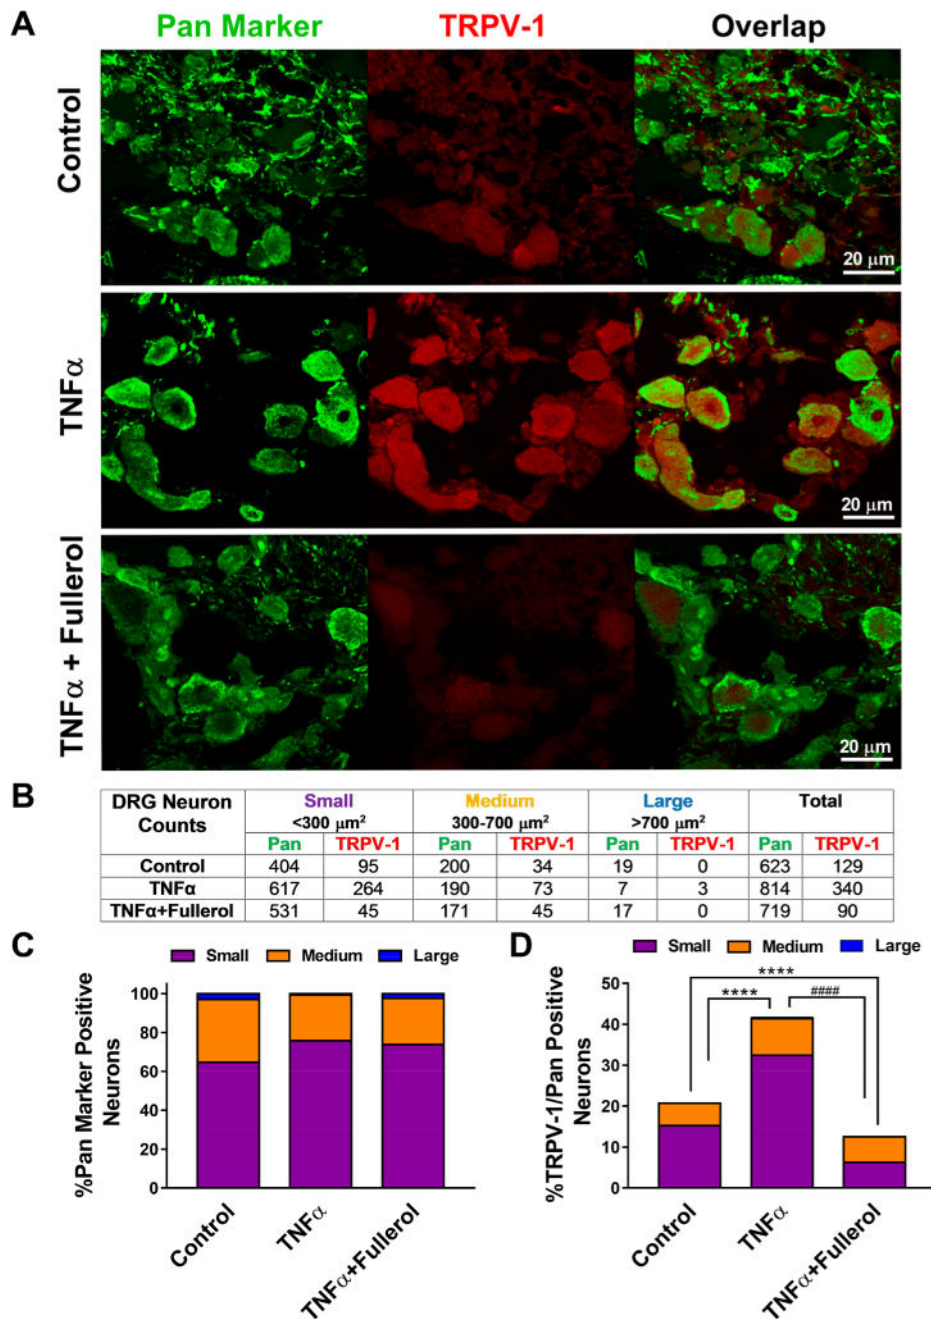 A
Pan Marker TRPV-1 Overlap
Control
20 μm
TNFα
20 μm
TNFα + Fullerol
20 μm
B
DRG Neuron Counts Small <300 μm² Medium 300-700 μm² Large >700 μm² Total
Pan TRPV-1 Pan TRPV-1 Pan TRPV-1 Pan TRPV-1
Control 404 95 200 34 19 0 623 129
TNFα 617 264 190 73 7 3 814 340
TNFα+Fullerol 531 45 171 45 17 0 719 90
C
Small Medium Large
%Pan Marker Positive
Neurons
100
80
60
40
20
0
Control TNFα TNFα+Fullerol
D
Small Medium Large
%TRPV-1/Pan Positive
Neurons
50
40
30
20
10
0
****
****
####
Control TNFα TNFα+Fullerol